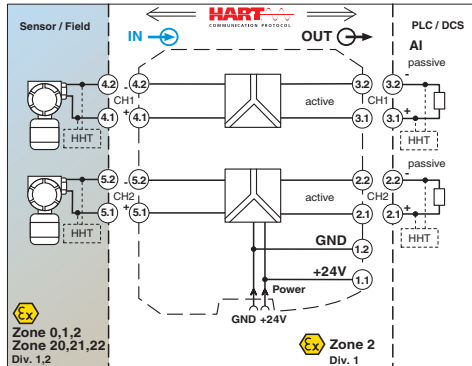 Sensor / Field
HART
COMMUNICATION PROTOCOL
PLC / DCS
IN
OUT
AI
passive
4.2
-
4.2
3.2
3.2
-
CH1
CH1
4.1
+
4.1
active
3.1
3.1
+
HHT
HHT
passive
5.2
-
5.2
2.2
2.2
-
CH2
CH2
5.1
+
5.1
active
2.1
2.1
+
HHT
HHT
GND
1.2
+24V
1.1
Power
GND +24V
Ex
Zone 0,1,2
Zone 20,21,22
Div. 1,2
Ex
Zone 2
Div. 1